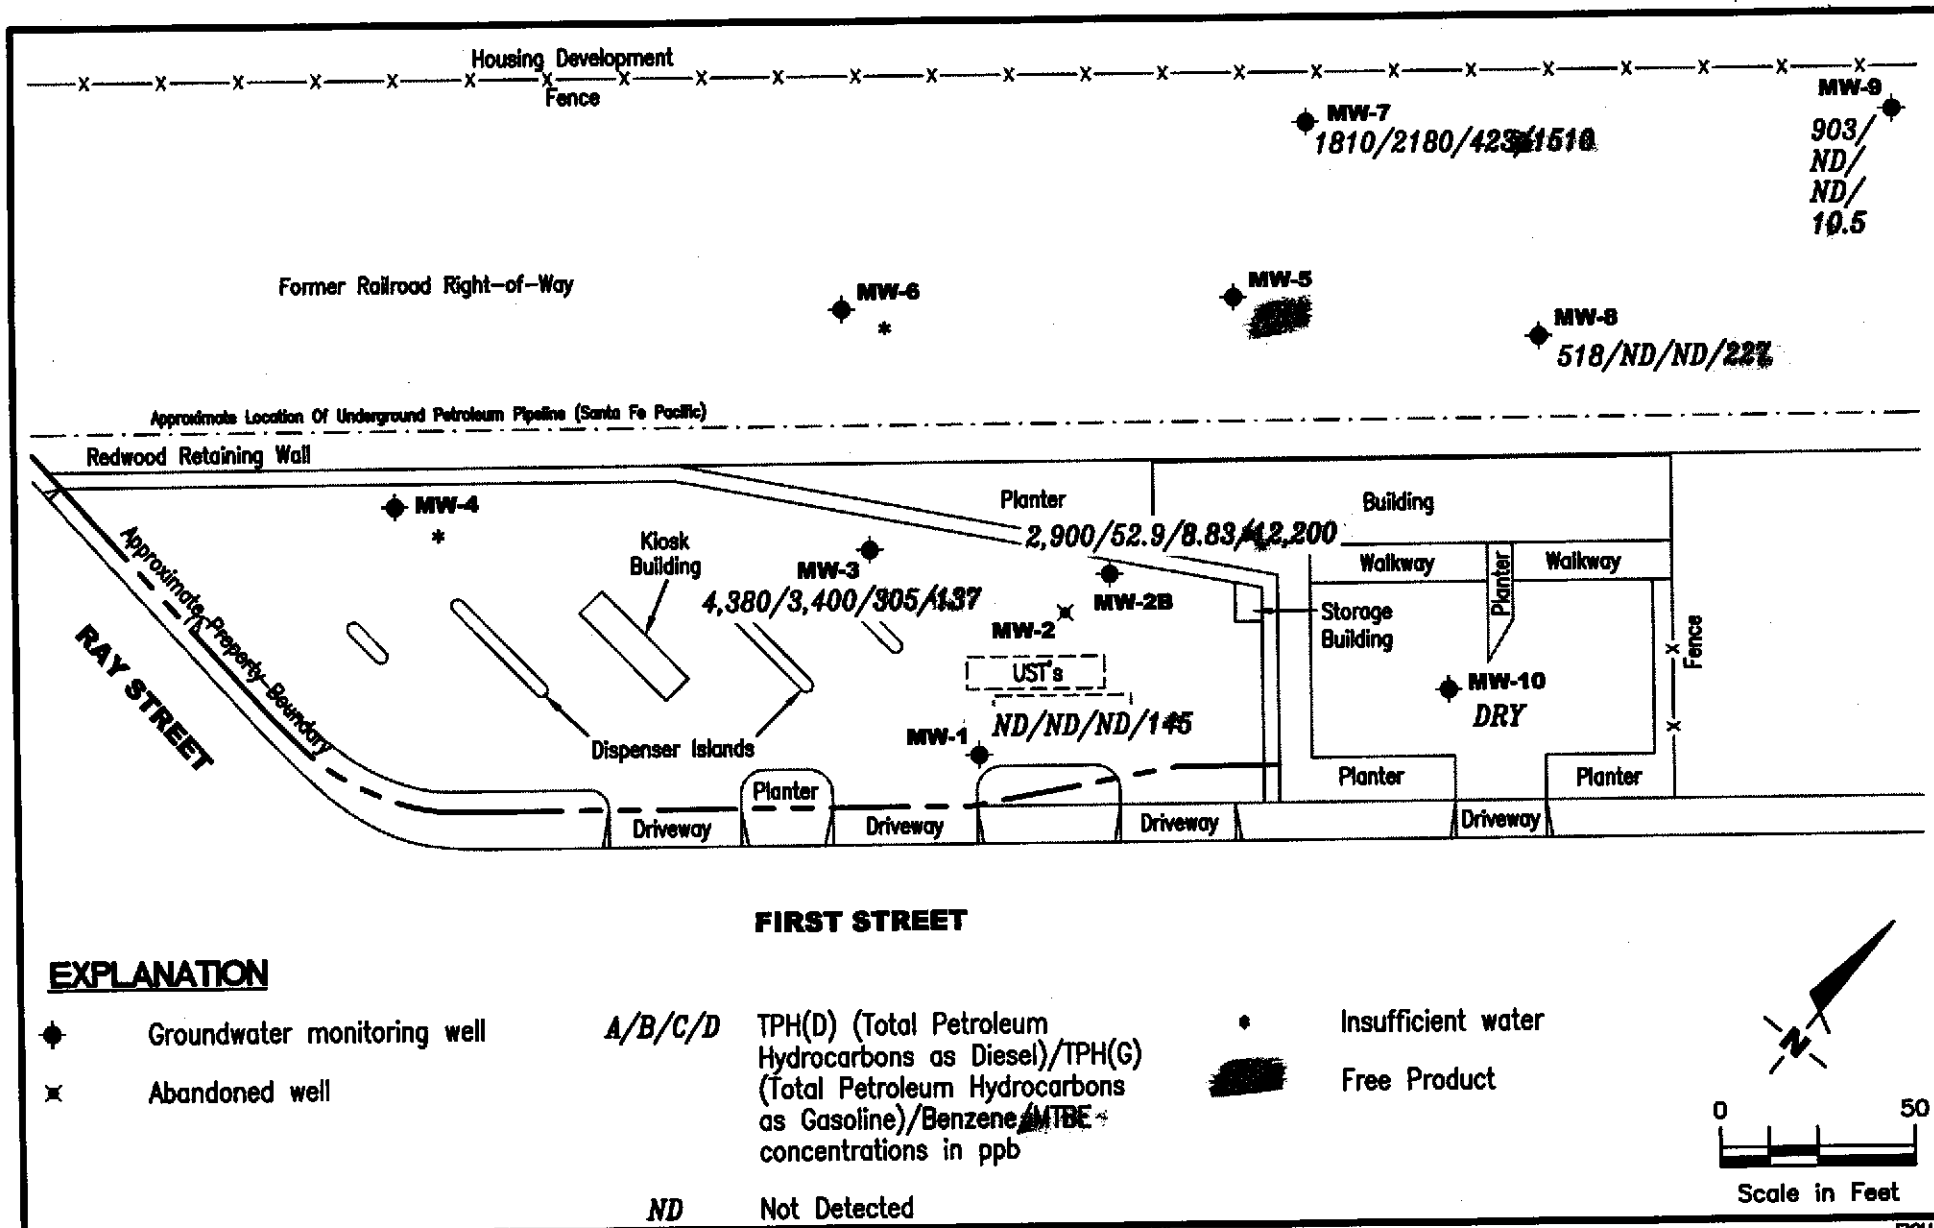 Housing Development
Fence
MW-9
903/
ND/
ND/
10.5
MW-7
1810/2180/423/1510
Former Railroad Right-of-Way
MW-6
*
MW-5
MW-8
518/ND/ND/227
Approximate Location Of Underground Petroleum Pipeline (Santa Fe Pacific)
Redwood Retaining Wall
MW-4
*
Planter
Building
2,900/52.9/8.83/12,200
Kiosk
Building
MW-3
4,380/3,400/305/137
MW-2B
MW-2
Walkway
Planter
Walkway
Storage
Building
Fence
UST's
MW-10
DRY
ND/ND/ND/145
MW-1
Approximate Property Boundary
RAY STREET
Dispenser Islands
Planter
Planter
Planter
Driveway
Driveway
Driveway
Driveway
FIRST STREET
EXPLANATION
Groundwater monitoring well
Abandoned well
A/B/C/D
TPH(D) (Total Petroleum
Hydrocarbons as Diesel)/TPH(G)
(Total Petroleum Hydrocarbons
as Gasoline)/Benzene/MTBE
concentrations in ppb
ND
Not Detected
*
Insufficient water
Free Product
N
0 50
Scale in Feet